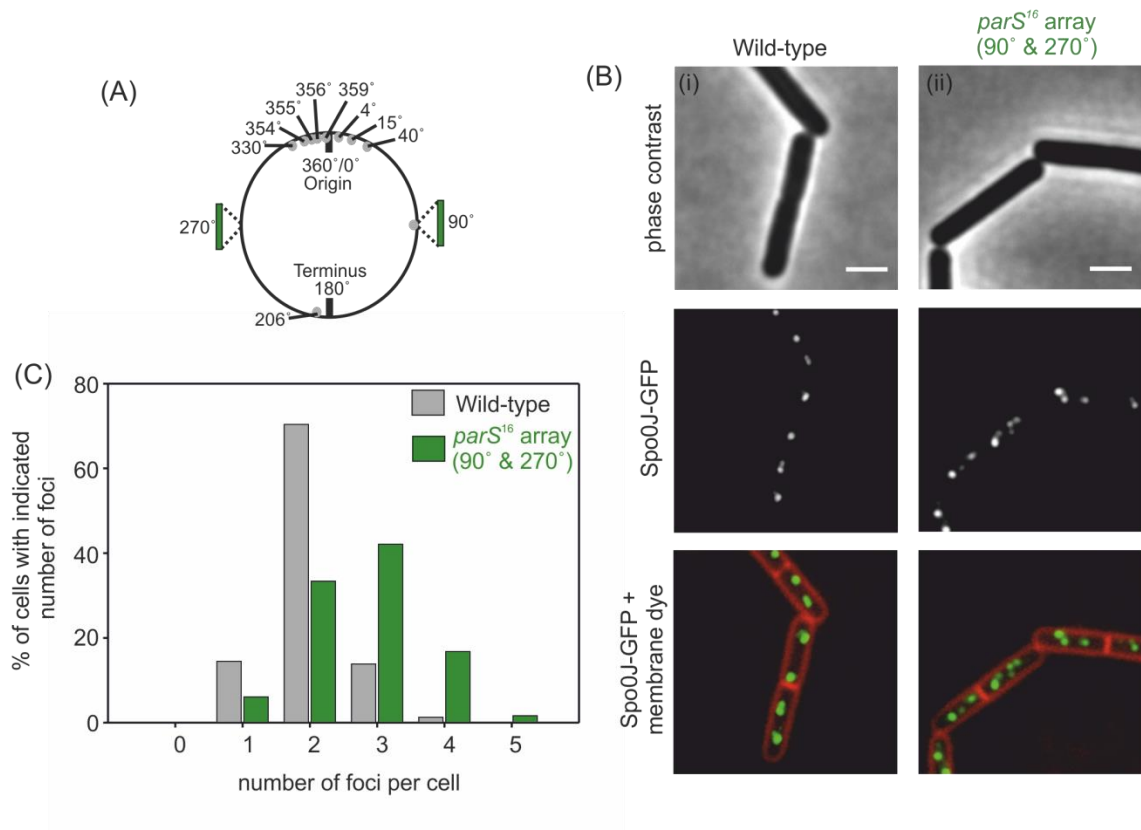 (A)
356˚
359˚
355˚
4˚
354˚
15˚
330˚
40˚
360˚/0˚
Origin
270˚
90˚
Terminus
180˚
206˚
(B)
Wild-type
parS¹⁶ array
(90˚ & 270˚)
(i)
(ii)
phase contrast
Spo0J-GFP
Spo0J-GFP +
membrane dye
(C)
% of cells with indicated
number of foci
80
60
40
20
0
Wild-type
parS¹⁶ array
(90˚ & 270˚)
0 1 2 3 4 5
number of foci per cell